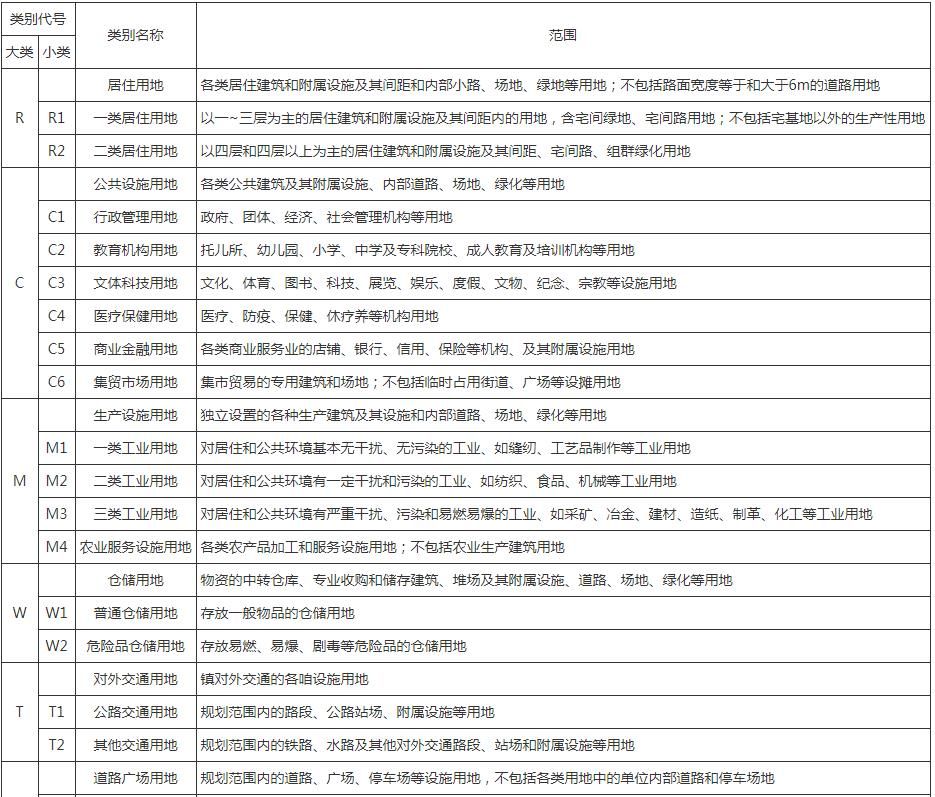 类别代号 类别名称 范围
大类 小类
R 居住用地 各类居住建筑和附属设施及其间距和内部小路、场地、绿地等用地；不包括路面宽度等于和大于6m的道路用地
R1 一类居住用地 以一~三层为主的居住建筑和附属设施及其间距内的用地，含宅间绿地、宅间路用地；不包括宅基地以外的生产性用地
R2 二类居住用地 以四层和四层以上为主的居住建筑和附属设施及其间距、宅间路、组群绿化用地
C 公共设施用地 各类公共建筑及其附属设施、内部道路、场地、绿化等用地
C1 行政管理用地 政府、团体、经济、社会管理机构等用地
C2 教育机构用地 托儿所、幼儿园、小学、中学及专科院校、成人教育及培训机构等用地
C3 文体科技用地 文化、体育、图书、科技、展览、娱乐、度假、文物、纪念、宗教等设施用地
C4 医疗保健用地 医疗、防疫、保健、休疗养等机构用地
C5 商业金融用地 各类商业服务业的店铺、银行、信用、保险等机构、及其附属设施用地
C6 集贸市场用地 集市贸易的专用建筑和场地；不包括临时占用街道、广场等设摊用地
M 生产设施用地 独立设置的各种生产建筑及其设施和内部道路、场地、绿化等用地
M1 一类工业用地 对居住和公共环境基本无干扰、无污染的工业、如缝纫、工艺品制作等工业用地
M2 二类工业用地 对居住和公共环境有一定干扰和污染的工业、如纺织、食品、机械等工业用地
M3 三类工业用地 对居住和公共环境有严重干扰、污染和易燃易爆的工业、如采矿、冶金、建材、造纸、制革、化工等工业用地
M4 农业服务设施用地 各类农产品加工和服务设施用地；不包括农业生产建筑用地
W 仓储用地 物资的中转仓库、专业收购和储存建筑、堆场及其附属设施、道路、场地、绿化等用地
W1 普通仓储用地 存放一般物品的仓储用地
W2 危险品仓储用地 存放易燃、易爆、剧毒等危险品的仓储用地
T 对外交通用地 镇对外交通的各咱设施用地
T1 公路交通用地 规划范围内的路段、公路站场、附属设施等用地
T2 其他交通用地 规划范围内的铁路、水路及其他对外交通路段、站场和附属设施等用地
道路广场用地 规划范围内的道路、广场、停车场等设施用地，不包括各类用地中的单位内部道路和停车场地